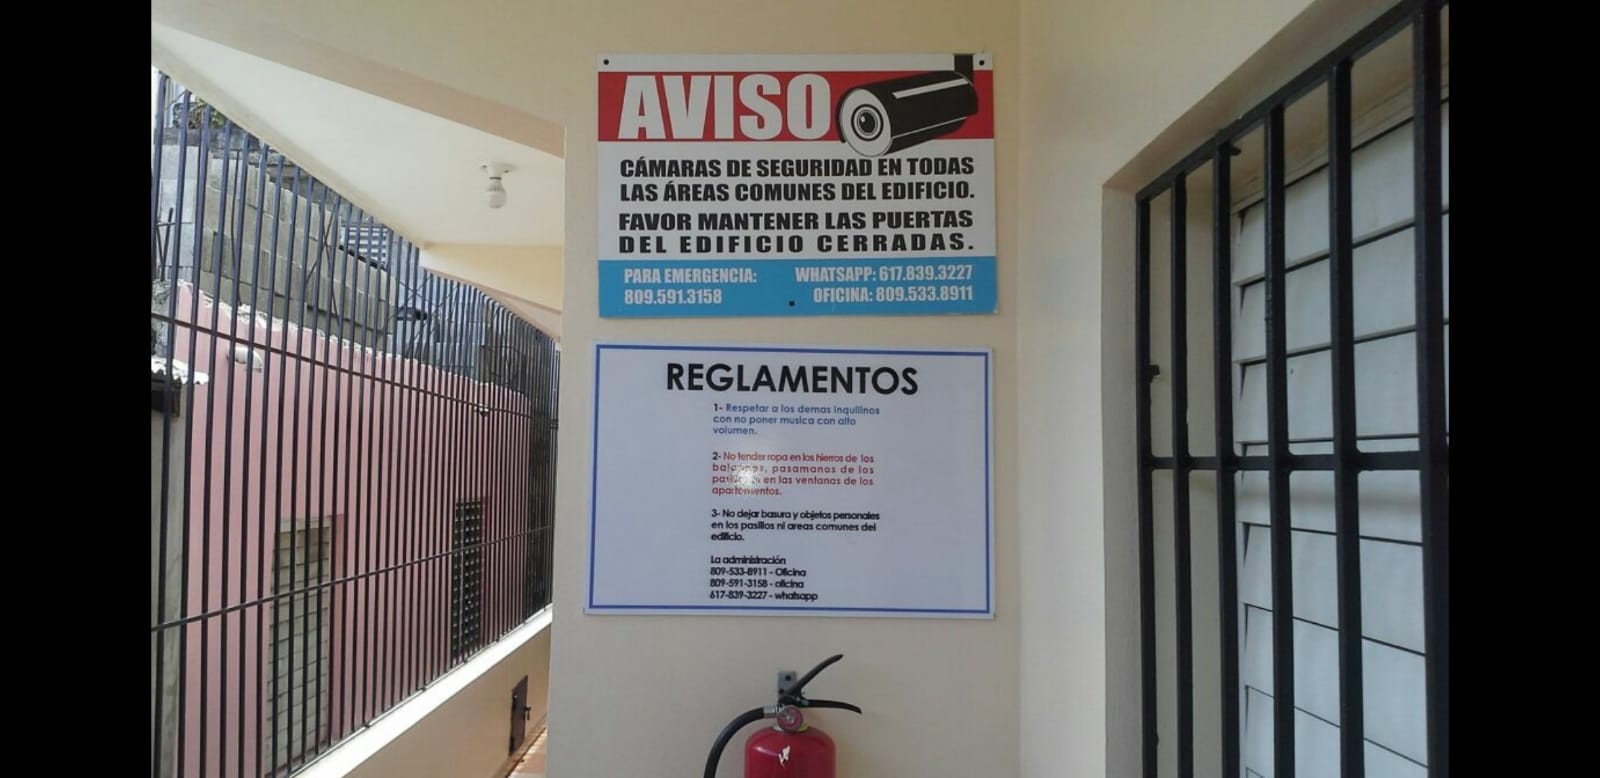 AVISO
CÁMARAS DE SEGURIDAD EN TODAS
LAS ÁREAS COMUNES DEL EDIFICIO.
FAVOR MANTENER LAS PUERTAS
DEL EDIFICIO CERRADAS.
PARA EMERGENCIA:
809.591.3158
WHATSAPP: 617.839.3227
OFICINA: 809.533.8911
REGLAMENTOS
1- Respetar a los demas inquilinos
con no poner musica con alto
volumen.
2- No tender ropa en los hierros de los
balcones, pasamanos de los
en las ventanas de los
apartamentos.
3- No dejar basura y objetos personales
en los pasillos ni areas comunes del
edificio.
La administración
809-533-8911 - Oficina
809-591-3158 - oficina
617-839-3227 - whatsapp